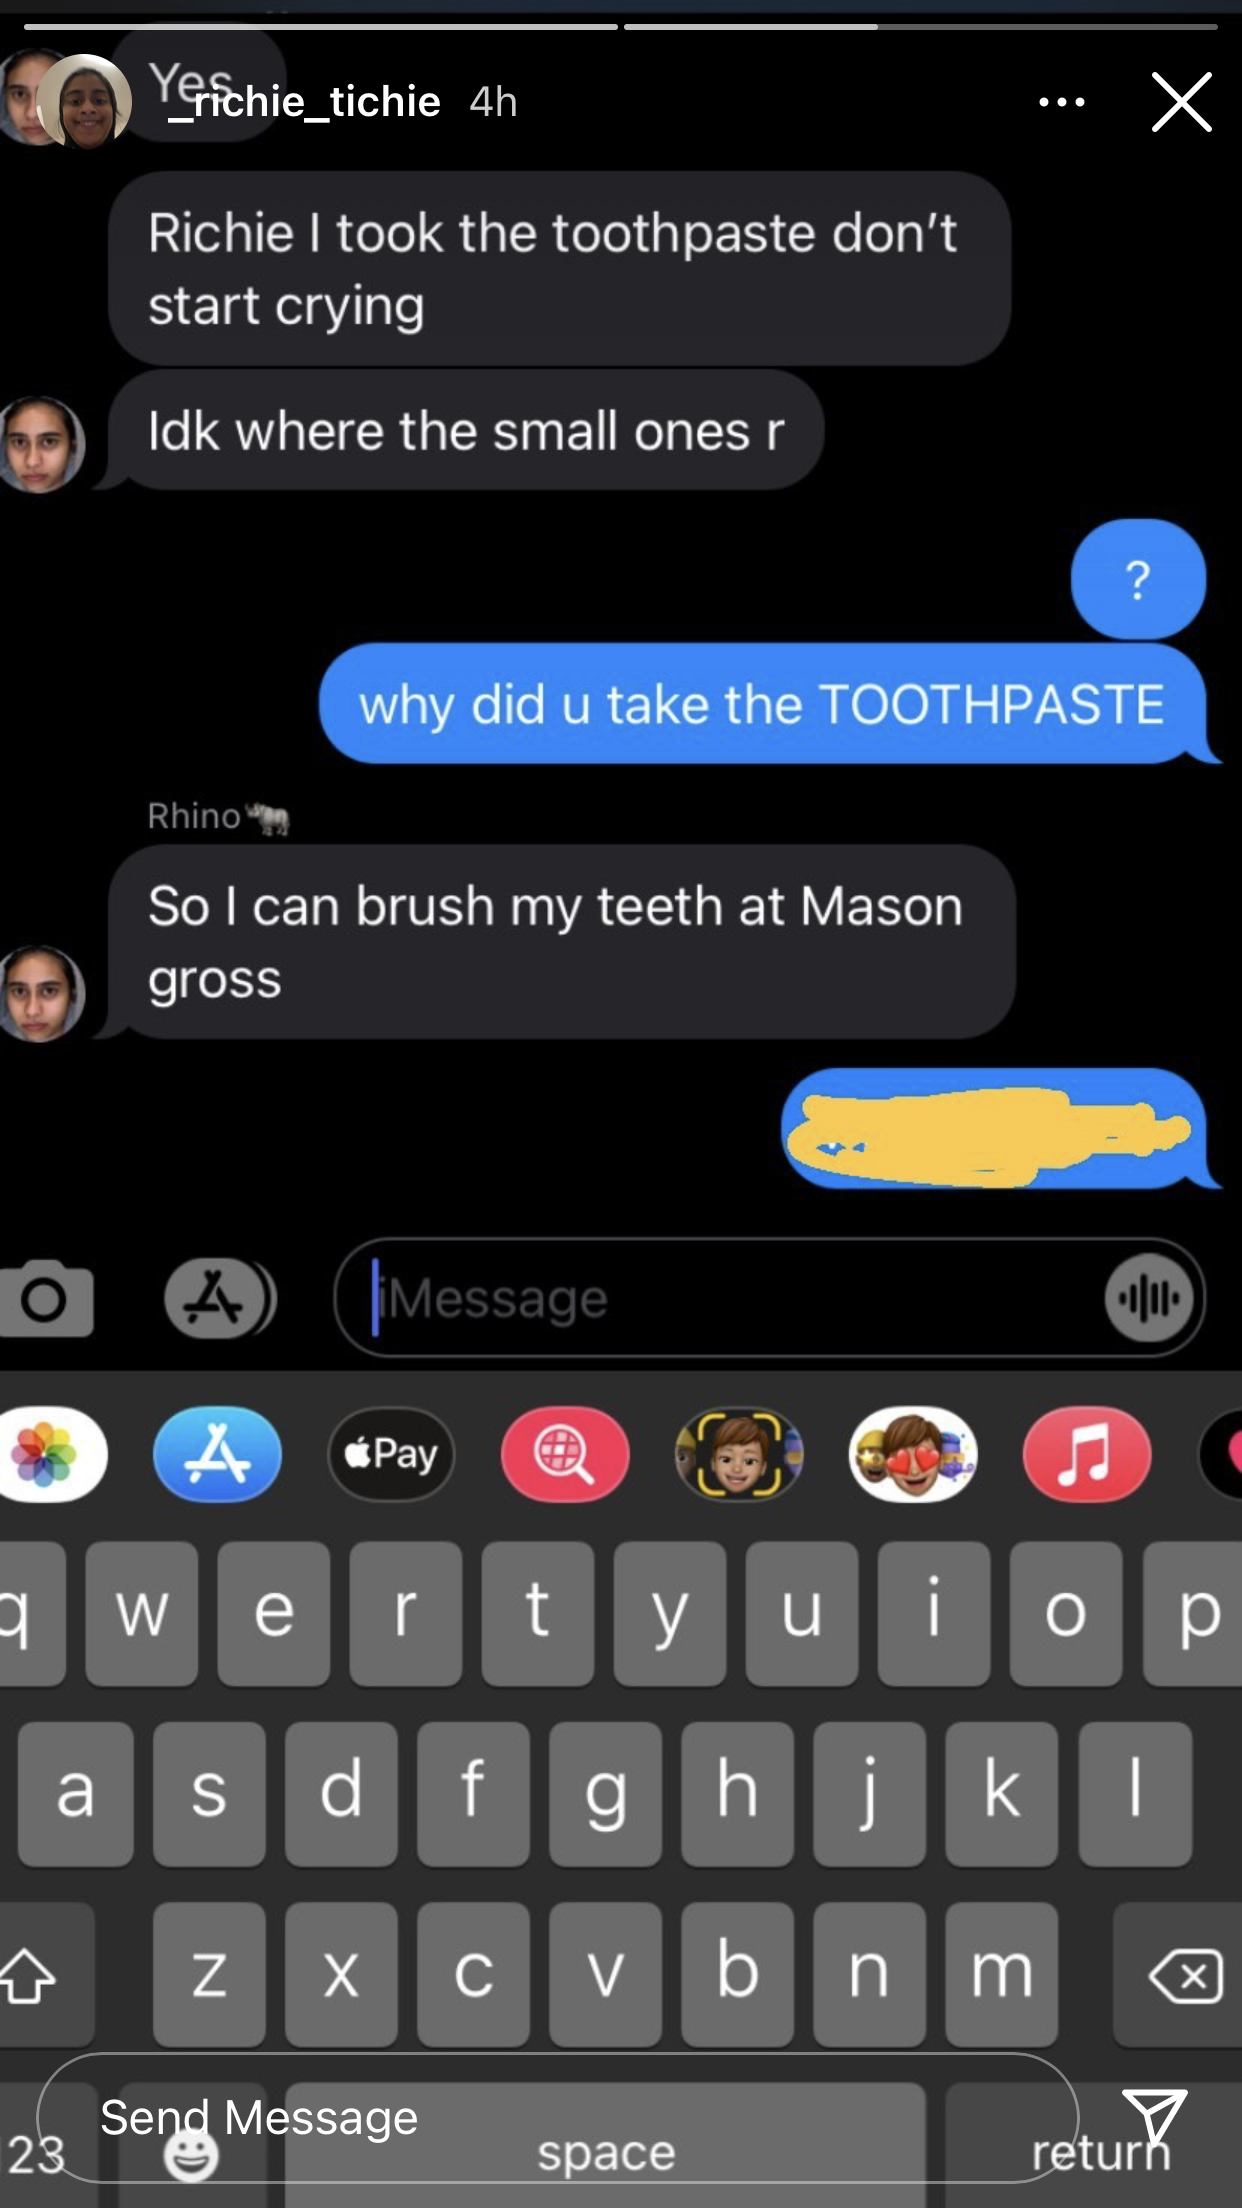 Yes
_richie_tichie 4h
Richie I took the toothpaste don’t
start crying
Idk where the small ones r
?
why did u take the TOOTHPASTE
Rhino🦏
So I can brush my teeth at Mason
gross
iMessage
Pay
q w e r t y u i o p
a s d f g h j k l
z x c v b n m
Send Message
23 space return